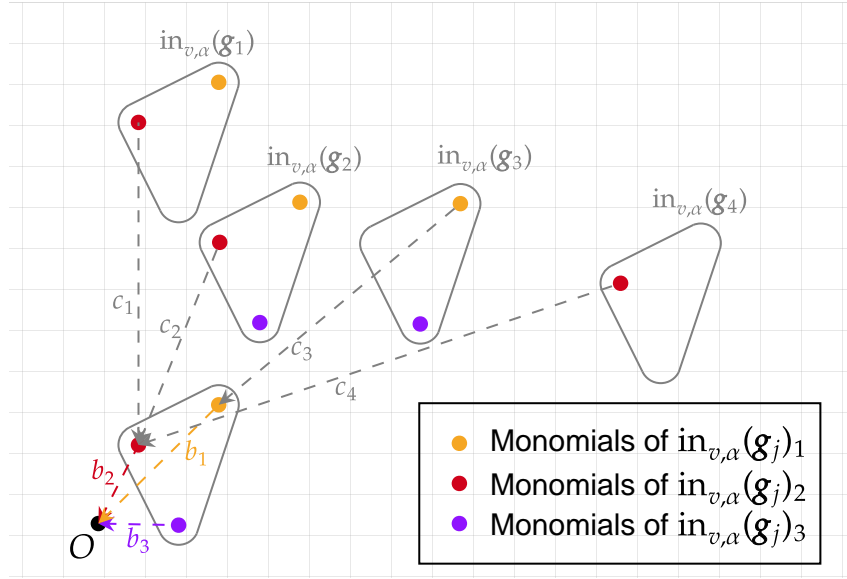 in_{v,α}(g_1)
in_{v,α}(g_2)
in_{v,α}(g_3)
in_{v,α}(g_4)
c_1
c_2
c_3
c_4
b_1
b_2
b_3
O
Monomials of in_{v,α}(g_j)_1
Monomials of in_{v,α}(g_j)_2
Monomials of in_{v,α}(g_j)_3